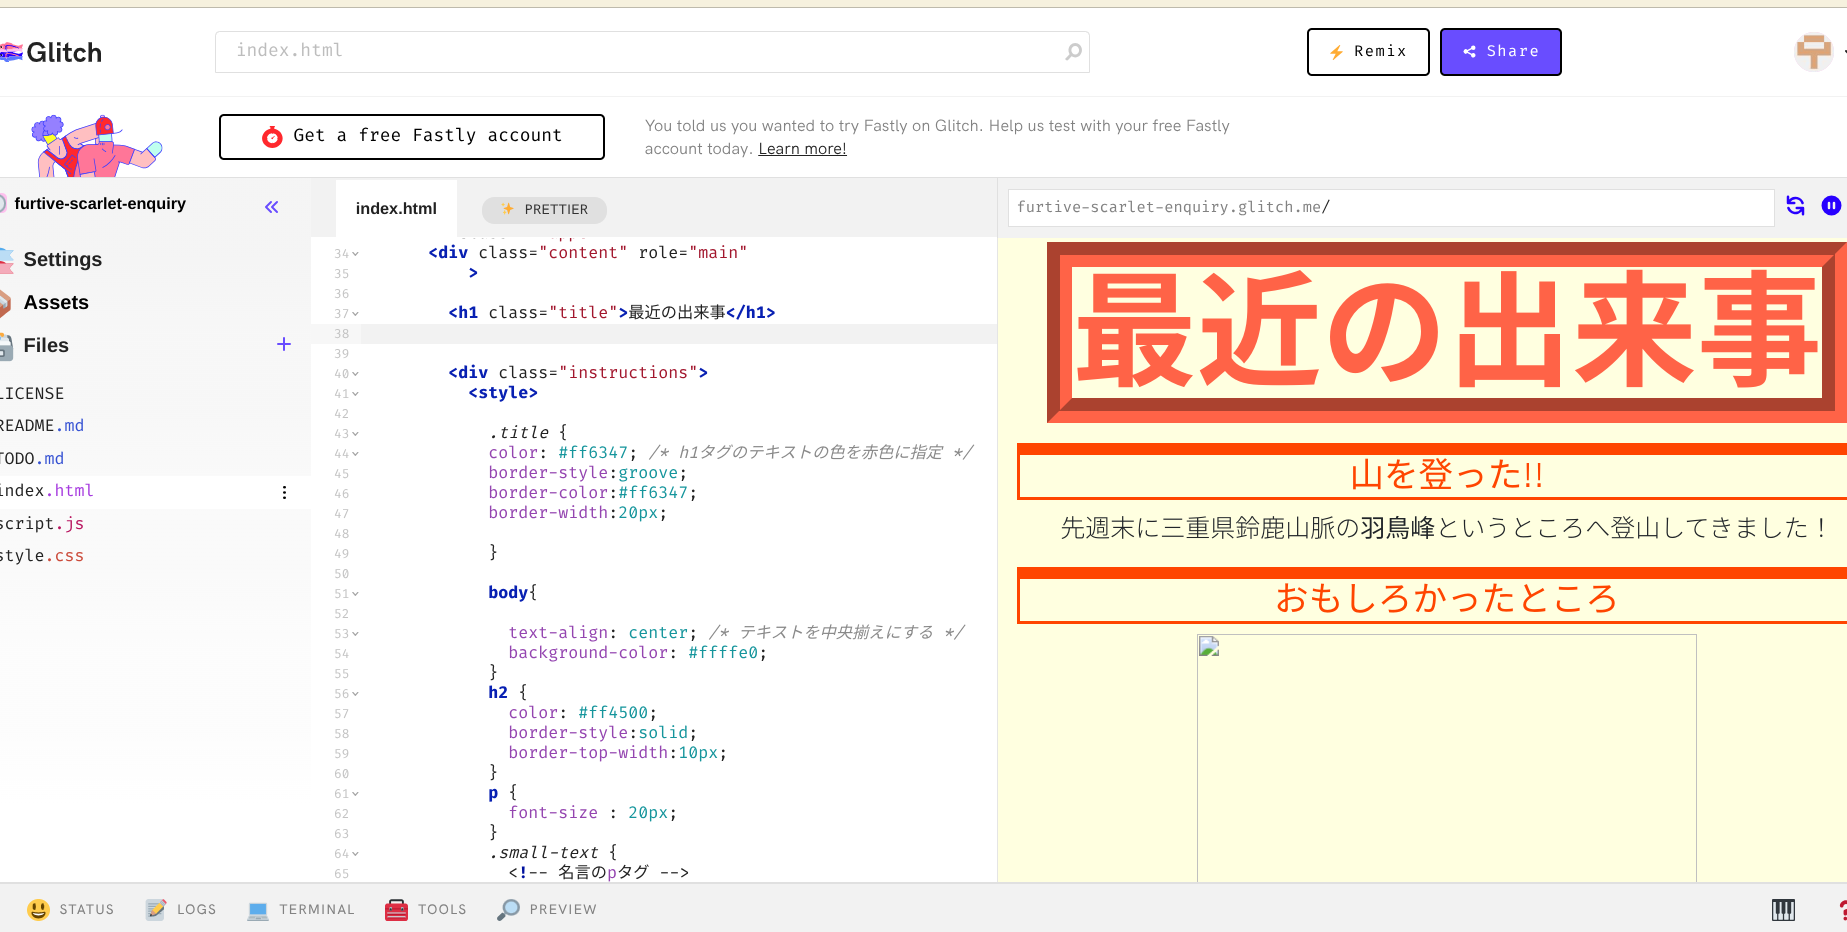 Glitch
index.html
Remix
Share
Get a free Fastly account
You told us you wanted to try Fastly on Glitch. Help us test with your free Fastly
account today. Learn more!
furtive-scarlet-enquiry
Settings
Assets
Files
LICENSE
README.md
TODO.md
index.html
script.js
style.css
index.html
PRETTIER
34 <div class="content" role="main"
35 >
36
37 <h1 class="title">最近の出来事</h1>
38
39
40 <div class="instructions">
41 <style>
42
43 .title {
44 color: #ff6347; /* h1タグのテキストの色を赤色に指定 */
45 border-style:groove;
46 border-color:#ff6347;
47 border-width:20px;
48
49 }
50
51 body{
52
53 text-align: center; /* テキストを中央揃えにする */
54 background-color: #ffffe0;
55 }
56 h2 {
57 color: #ff4500;
58 border-style:solid;
59 border-top-width:10px;
60 }
61 p {
62 font-size : 20px;
63 }
64 .small-text {
65 <!-- 名言のpタグ -->
furtive-scarlet-enquiry.glitch.me/
最近の出来事
山を登った!!
先週末に三重県鈴鹿山脈の羽鳥峰というところへ登山してきました！
おもしろかったところ
STATUS
LOGS
TERMINAL
TOOLS
PREVIEW